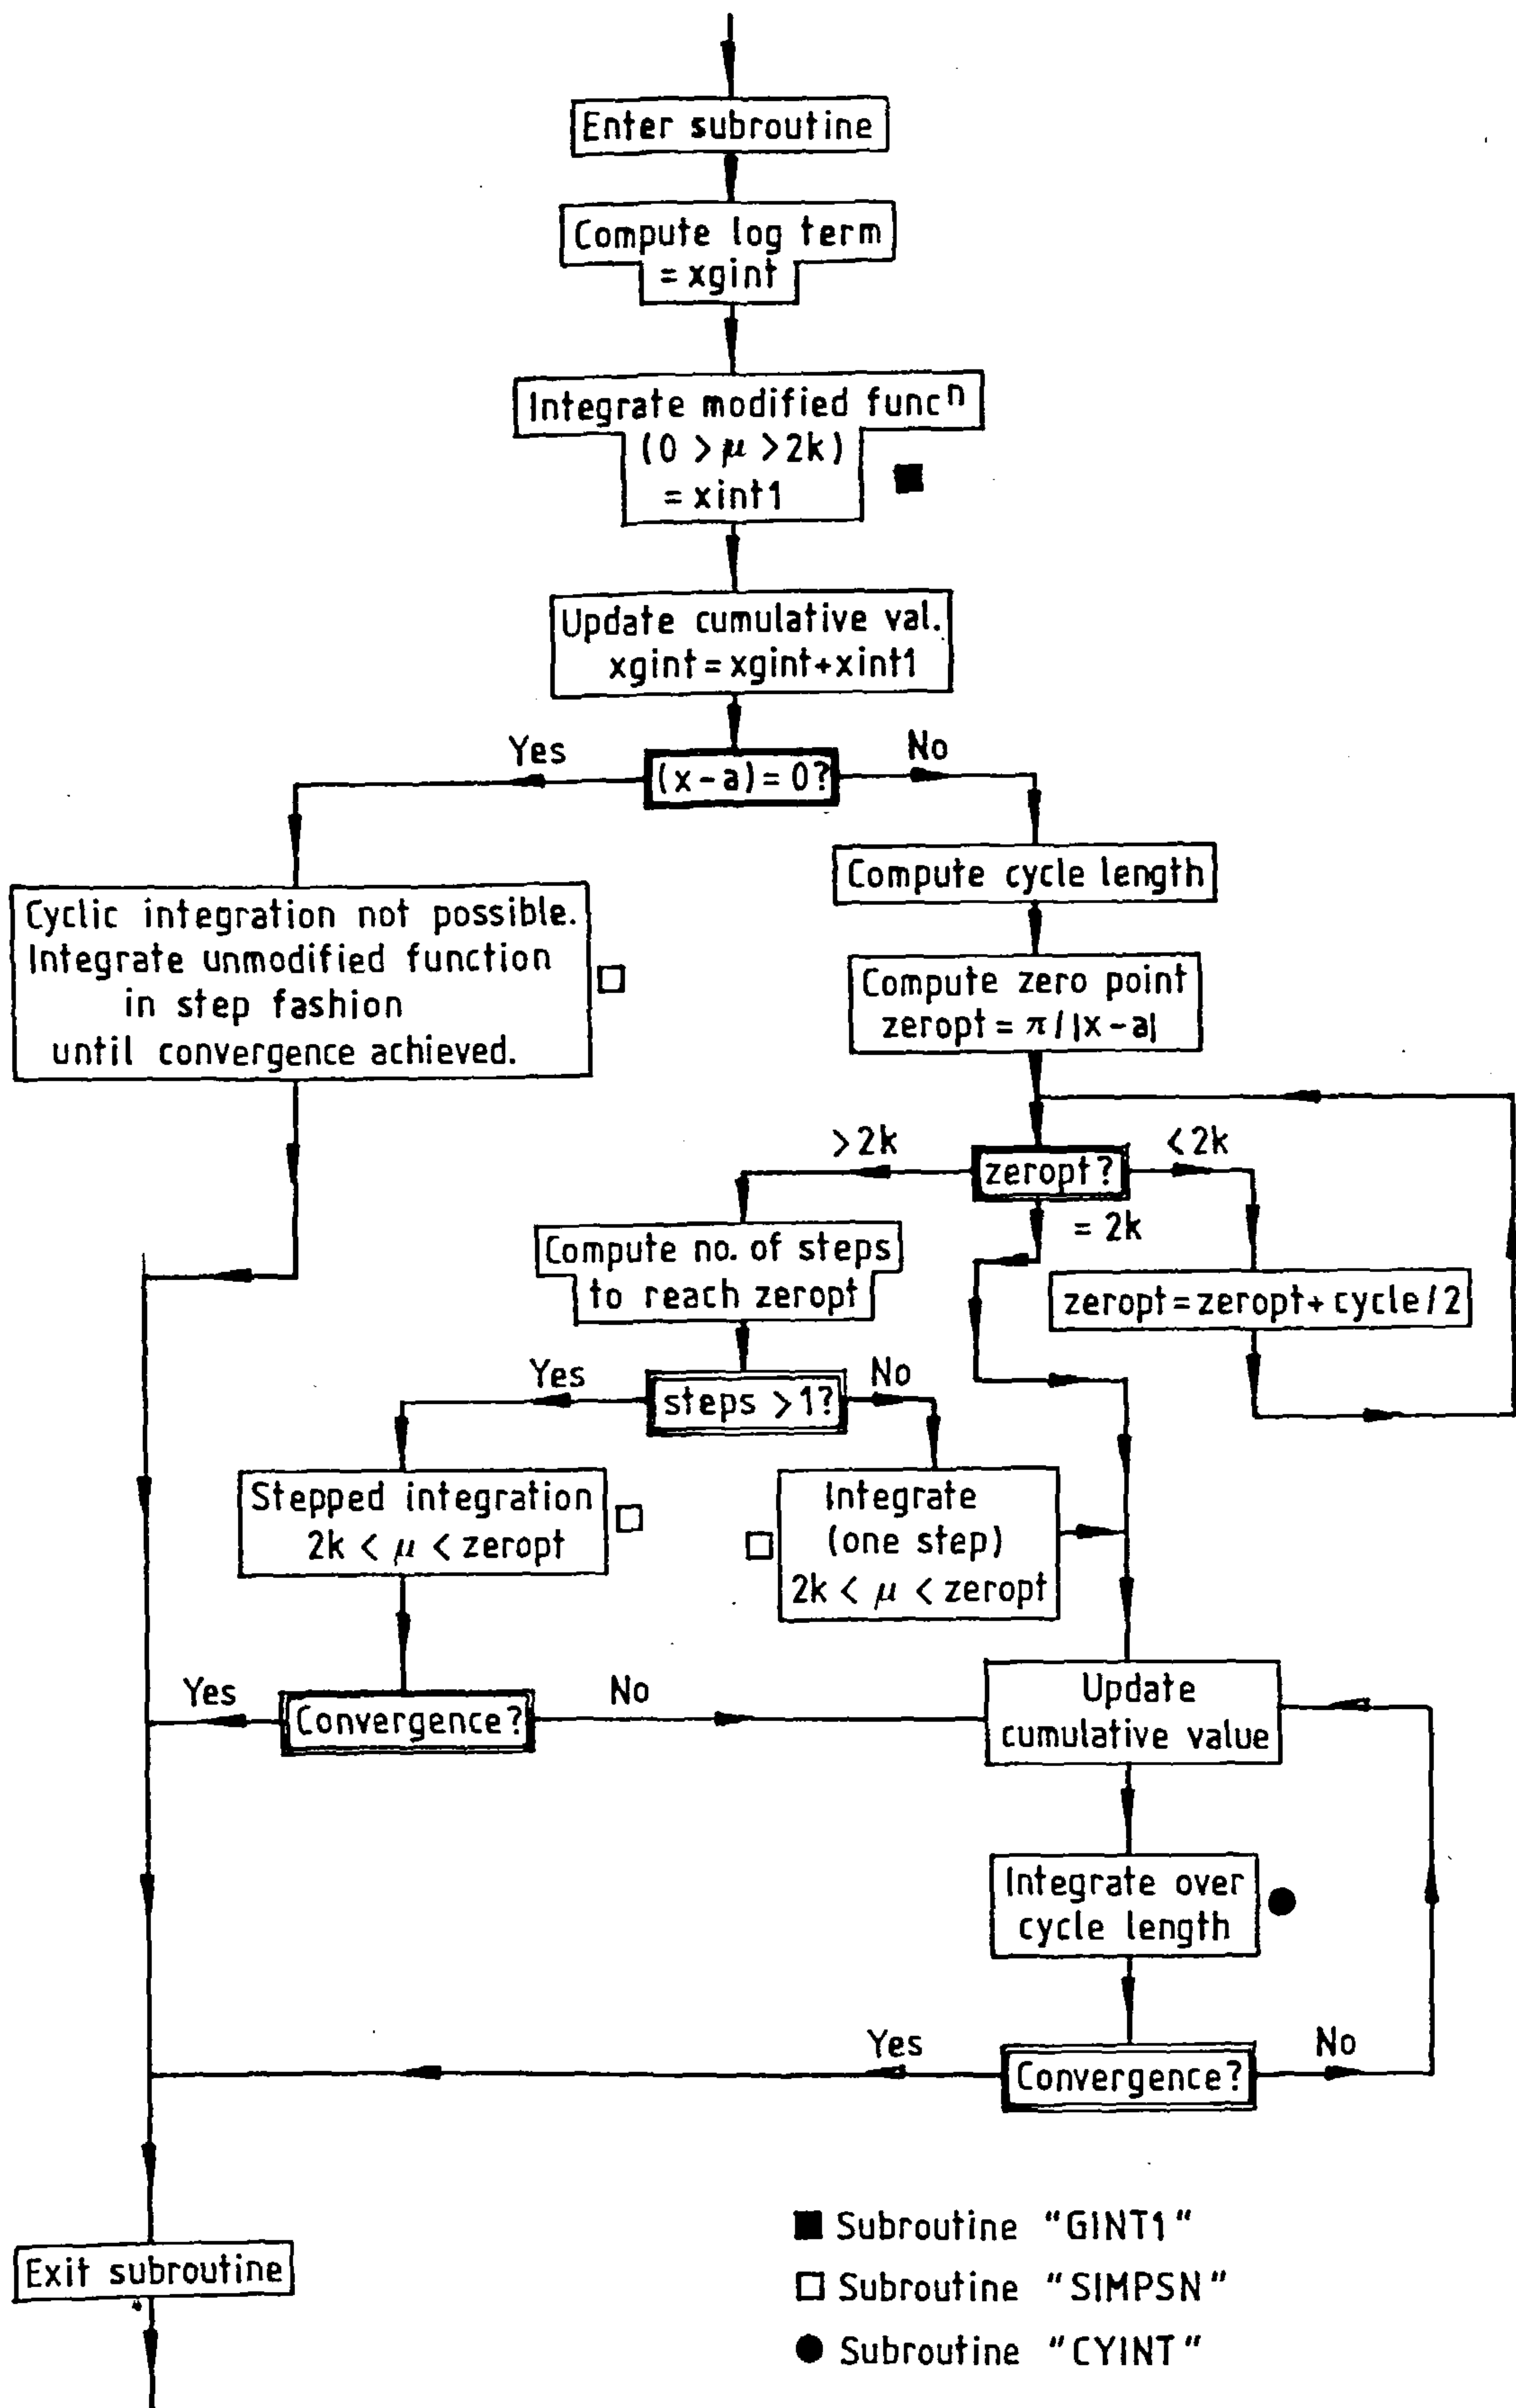 Enter subroutine
Compute log term
= xgint
Integrate modified funcⁿ
(0 > μ > 2k)
= xint1
Update cumulative val.
xgint = xgint+xint1
Yes
(x - a) = 0?
No
Cyclic integration not possible.
Integrate unmodified function
in step fashion
until convergence achieved.
Compute cycle length
Compute zero point
zeropt = π / |x - a|
>2k
zeropt?
<2k
= 2k
Compute no. of steps
to reach zeropt
zeropt = zeropt + cycle / 2
Yes
steps >1?
No
Stepped integration
2k < μ < zeropt
Integrate
(one step)
2k < μ < zeropt
Yes
Convergence?
No
Update
cumulative value
Integrate over
cycle length
Yes
Convergence?
No
Exit subroutine
■ Subroutine "GINT1"
□ Subroutine "SIMPSN"
● Subroutine "CYINT"